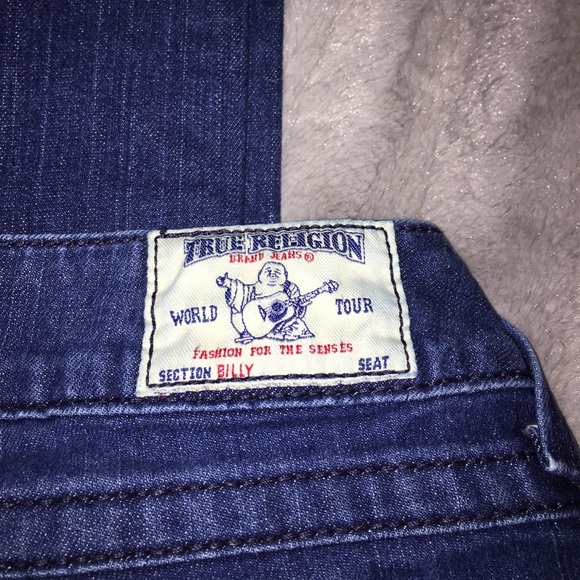 TRUE RELIGION
BRAND JEANS®
WORLD TOUR
FASHION FOR THE SENSES
SECTION BILLY SEAT